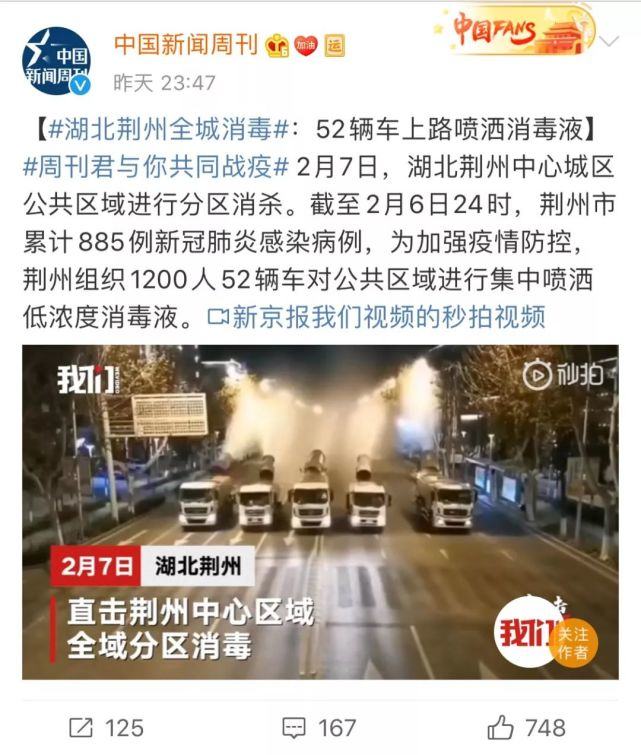 中国
新闻周刊
中国新闻周刊 加油 运
中国FANS
昨天 23:47
【#湖北荆州全城消毒#：52辆车上路喷洒消毒液】
#周刊君与你共同战疫# 2月7日，湖北荆州中心城区
公共区域进行分区消杀。截至2月6日24时，荆州市
累计885例新冠肺炎感染病例，为加强疫情防控，
荆州组织1200人52辆车对公共区域进行集中喷洒
低浓度消毒液。新京报我们视频的秒拍视频
我们
秒拍
2月7日 湖北荆州
直击荆州中心区域
全域分区消毒
我们
关注
作者
125 167 748